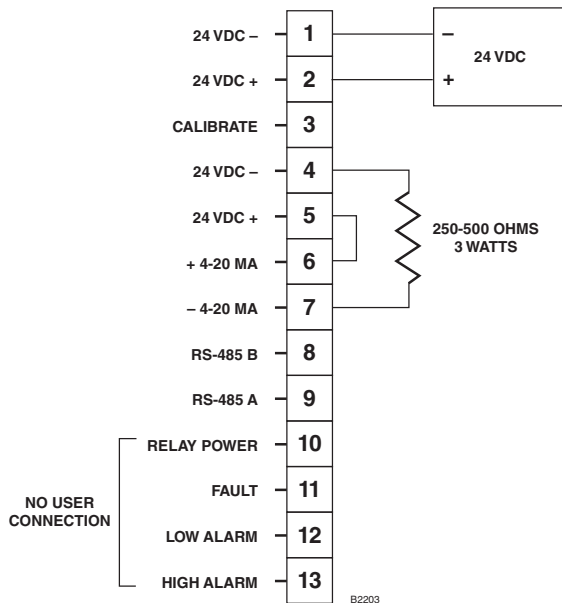 24 VDC – 1 – 24 VDC
24 VDC + 2 +
CALIBRATE 3
24 VDC – 4
24 VDC + 5
+ 4-20 MA 6
– 4-20 MA 7
250-500 OHMS
3 WATTS
RS-485 B 8
RS-485 A 9
RELAY POWER 10
FAULT 11
LOW ALARM 12
HIGH ALARM 13
NO USER
CONNECTION
B2203